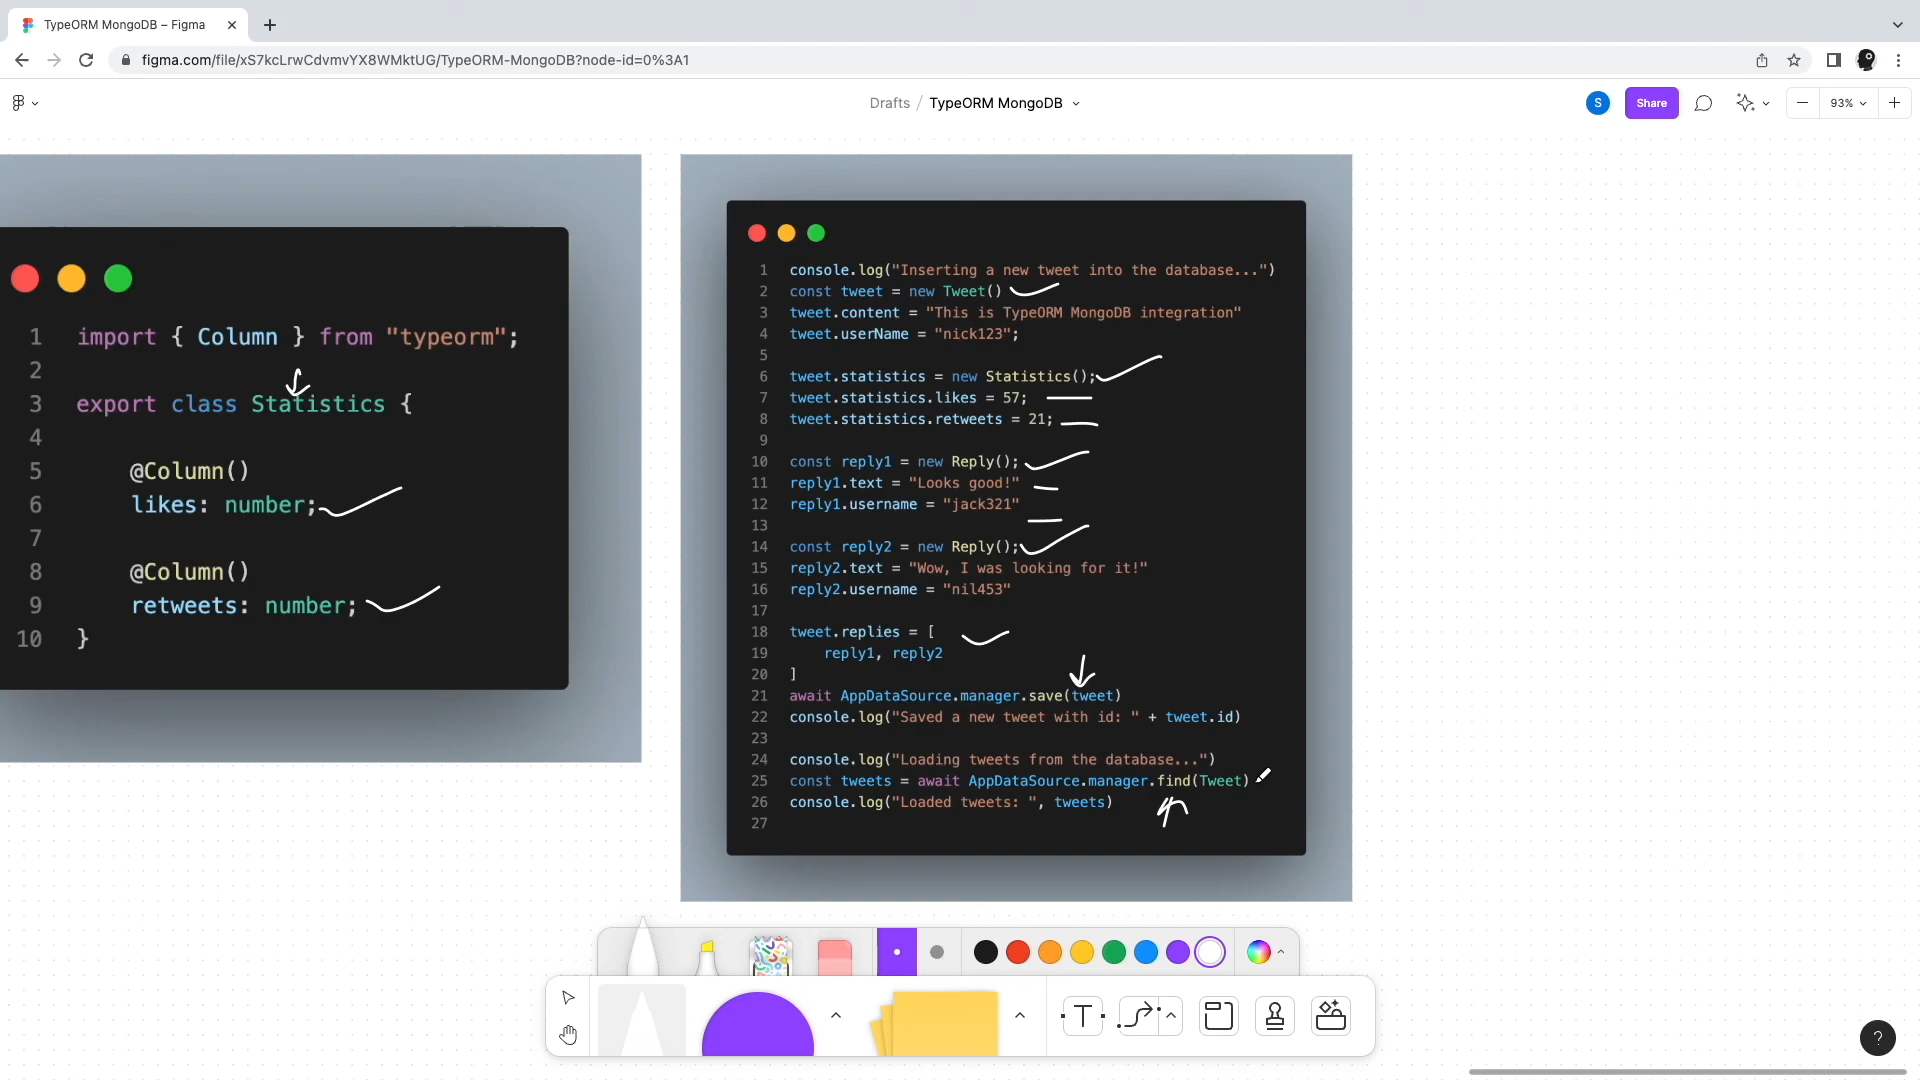 TypeORM MongoDB – Figma
figma.com/file/xS7kcLrwCdvmvYX8WMktUG/TypeORM-MongoDB?node-id=0%3A1
Drafts / TypeORM MongoDB
S
Share
93%
1 import { Column } from "typeorm";
2
3 export class Statistics {
4
5 @Column()
6 likes: number;
7
8 @Column()
9 retweets: number;
10 }
1 console.log("Inserting a new tweet into the database...")
2 const tweet = new Tweet()
3 tweet.content = "This is TypeORM MongoDB integration"
4 tweet.userName = "nick123";
5
6 tweet.statistics = new Statistics();
7 tweet.statistics.likes = 57;
8 tweet.statistics.retweets = 21;
9
10 const reply1 = new Reply();
11 reply1.text = "Looks good!"
12 reply1.username = "jack321"
13
14 const reply2 = new Reply();
15 reply2.text = "Wow, I was looking for it!"
16 reply2.username = "nil453"
17
18 tweet.replies = [
19 reply1, reply2
20 ]
21 await AppDataSource.manager.save(tweet)
22 console.log("Saved a new tweet with id: " + tweet.id)
23
24 console.log("Loading tweets from the database...")
25 const tweets = await AppDataSource.manager.find(Tweet)
26 console.log("Loaded tweets: ", tweets)
27
T
?